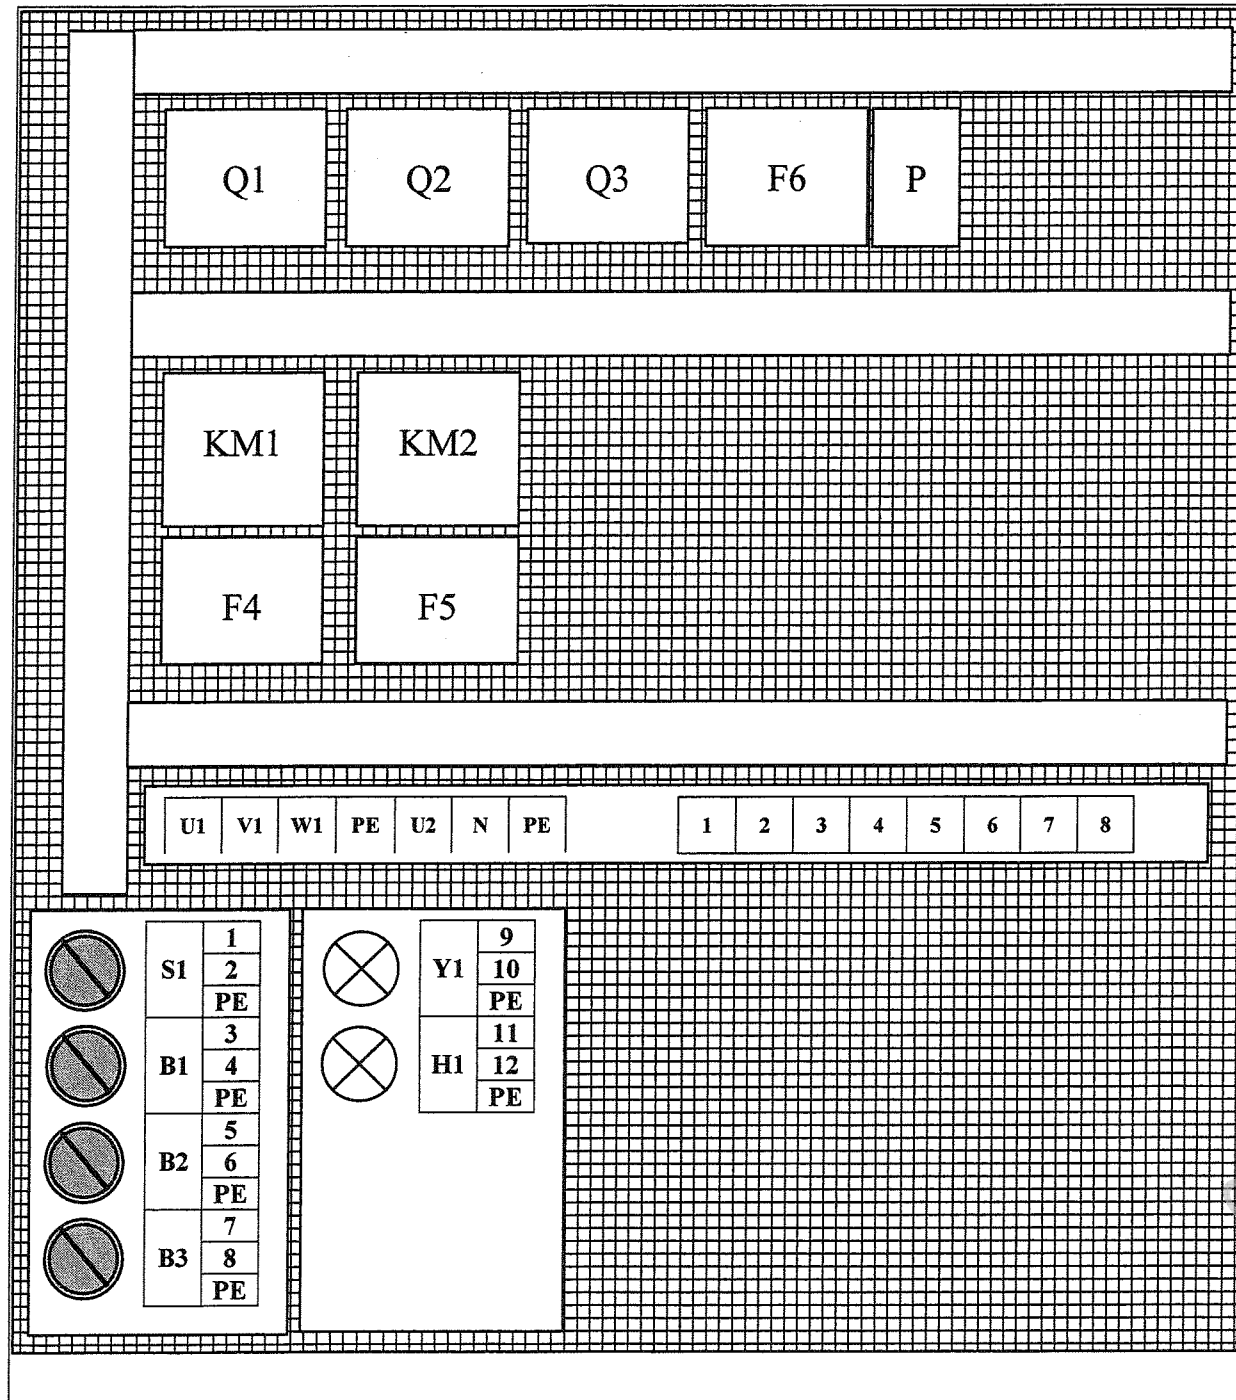 Q1 Q2 Q3 F6 P
KM1 KM2
F4 F5
U1 V1 W1 PE U2 N PE 1 2 3 4 5 6 7 8
S1 1 2 PE
B1 3 4 PE
B2 5 6 PE
B3 7 8 PE
Y1 9 10 PE
H1 11 12 PE